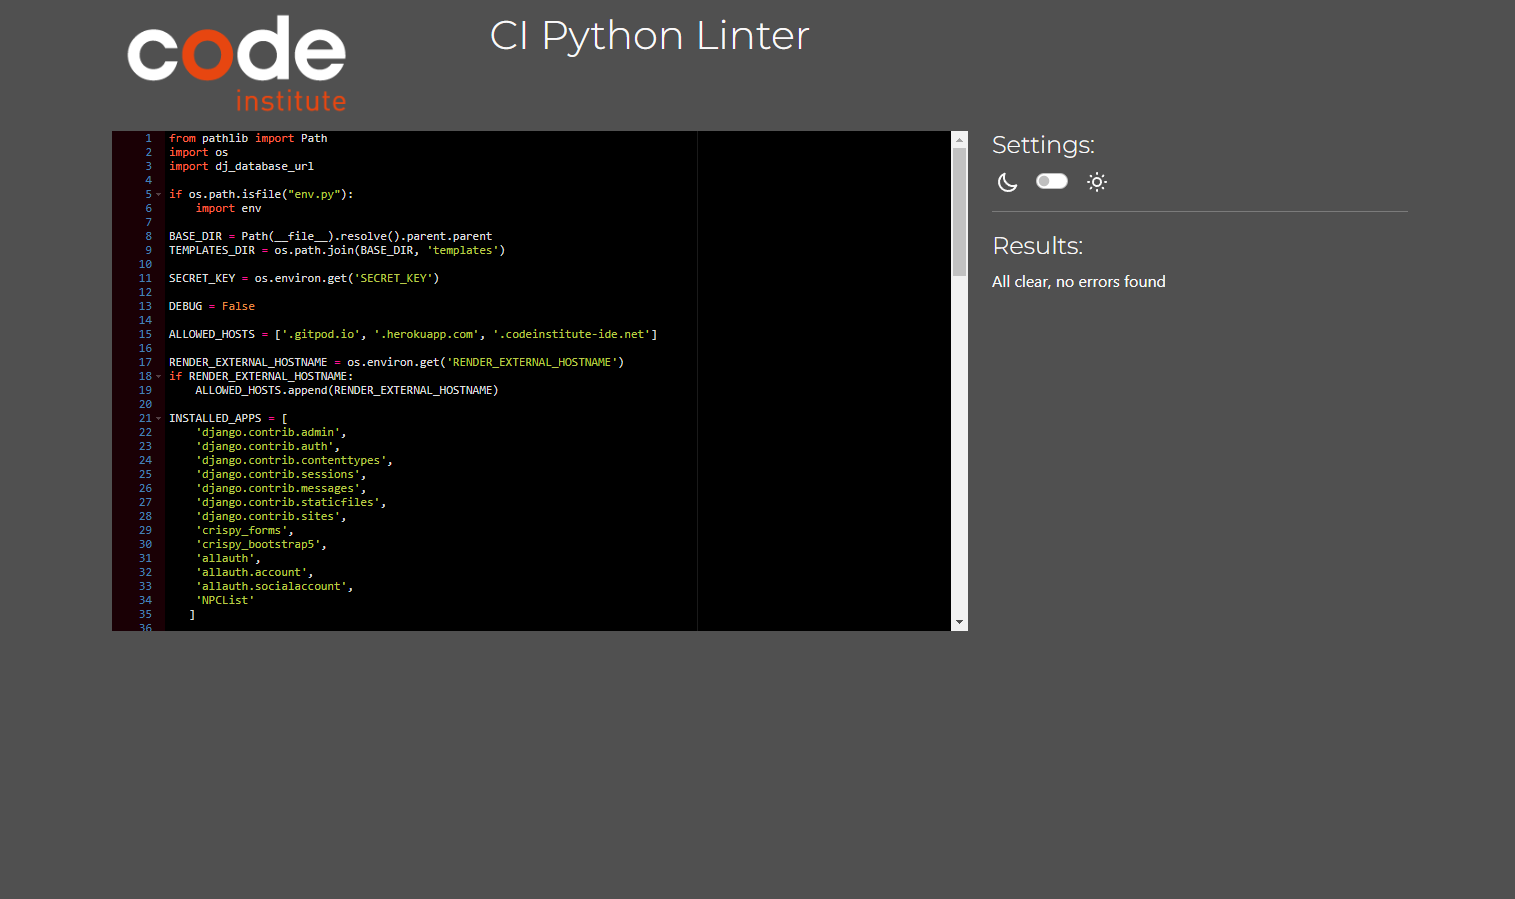 code
institute
CI Python Linter
1 from pathlib import Path
2 import os
3 import dj_database_url
4
5 if os.path.isfile("env.py"):
6     import env
7
8 BASE_DIR = Path(__file__).resolve().parent.parent
9 TEMPLATES_DIR = os.path.join(BASE_DIR, 'templates')
10
11 SECRET_KEY = os.environ.get('SECRET_KEY')
12
13 DEBUG = False
14
15 ALLOWED_HOSTS = ['.gitpod.io', '.herokuapp.com', '.codeinstitute-ide.net']
16
17 RENDER_EXTERNAL_HOSTNAME = os.environ.get('RENDER_EXTERNAL_HOSTNAME')
18 if RENDER_EXTERNAL_HOSTNAME:
19     ALLOWED_HOSTS.append(RENDER_EXTERNAL_HOSTNAME)
20
21 INSTALLED_APPS = [
22     'django.contrib.admin',
23     'django.contrib.auth',
24     'django.contrib.contenttypes',
25     'django.contrib.sessions',
26     'django.contrib.messages',
27     'django.contrib.staticfiles',
28     'django.contrib.sites',
29     'crispy_forms',
30     'crispy_bootstrap5',
31     'allauth',
32     'allauth.account',
33     'allauth.socialaccount',
34     'NPCList'
35    ]
36
Settings:
Results:
All clear, no errors found